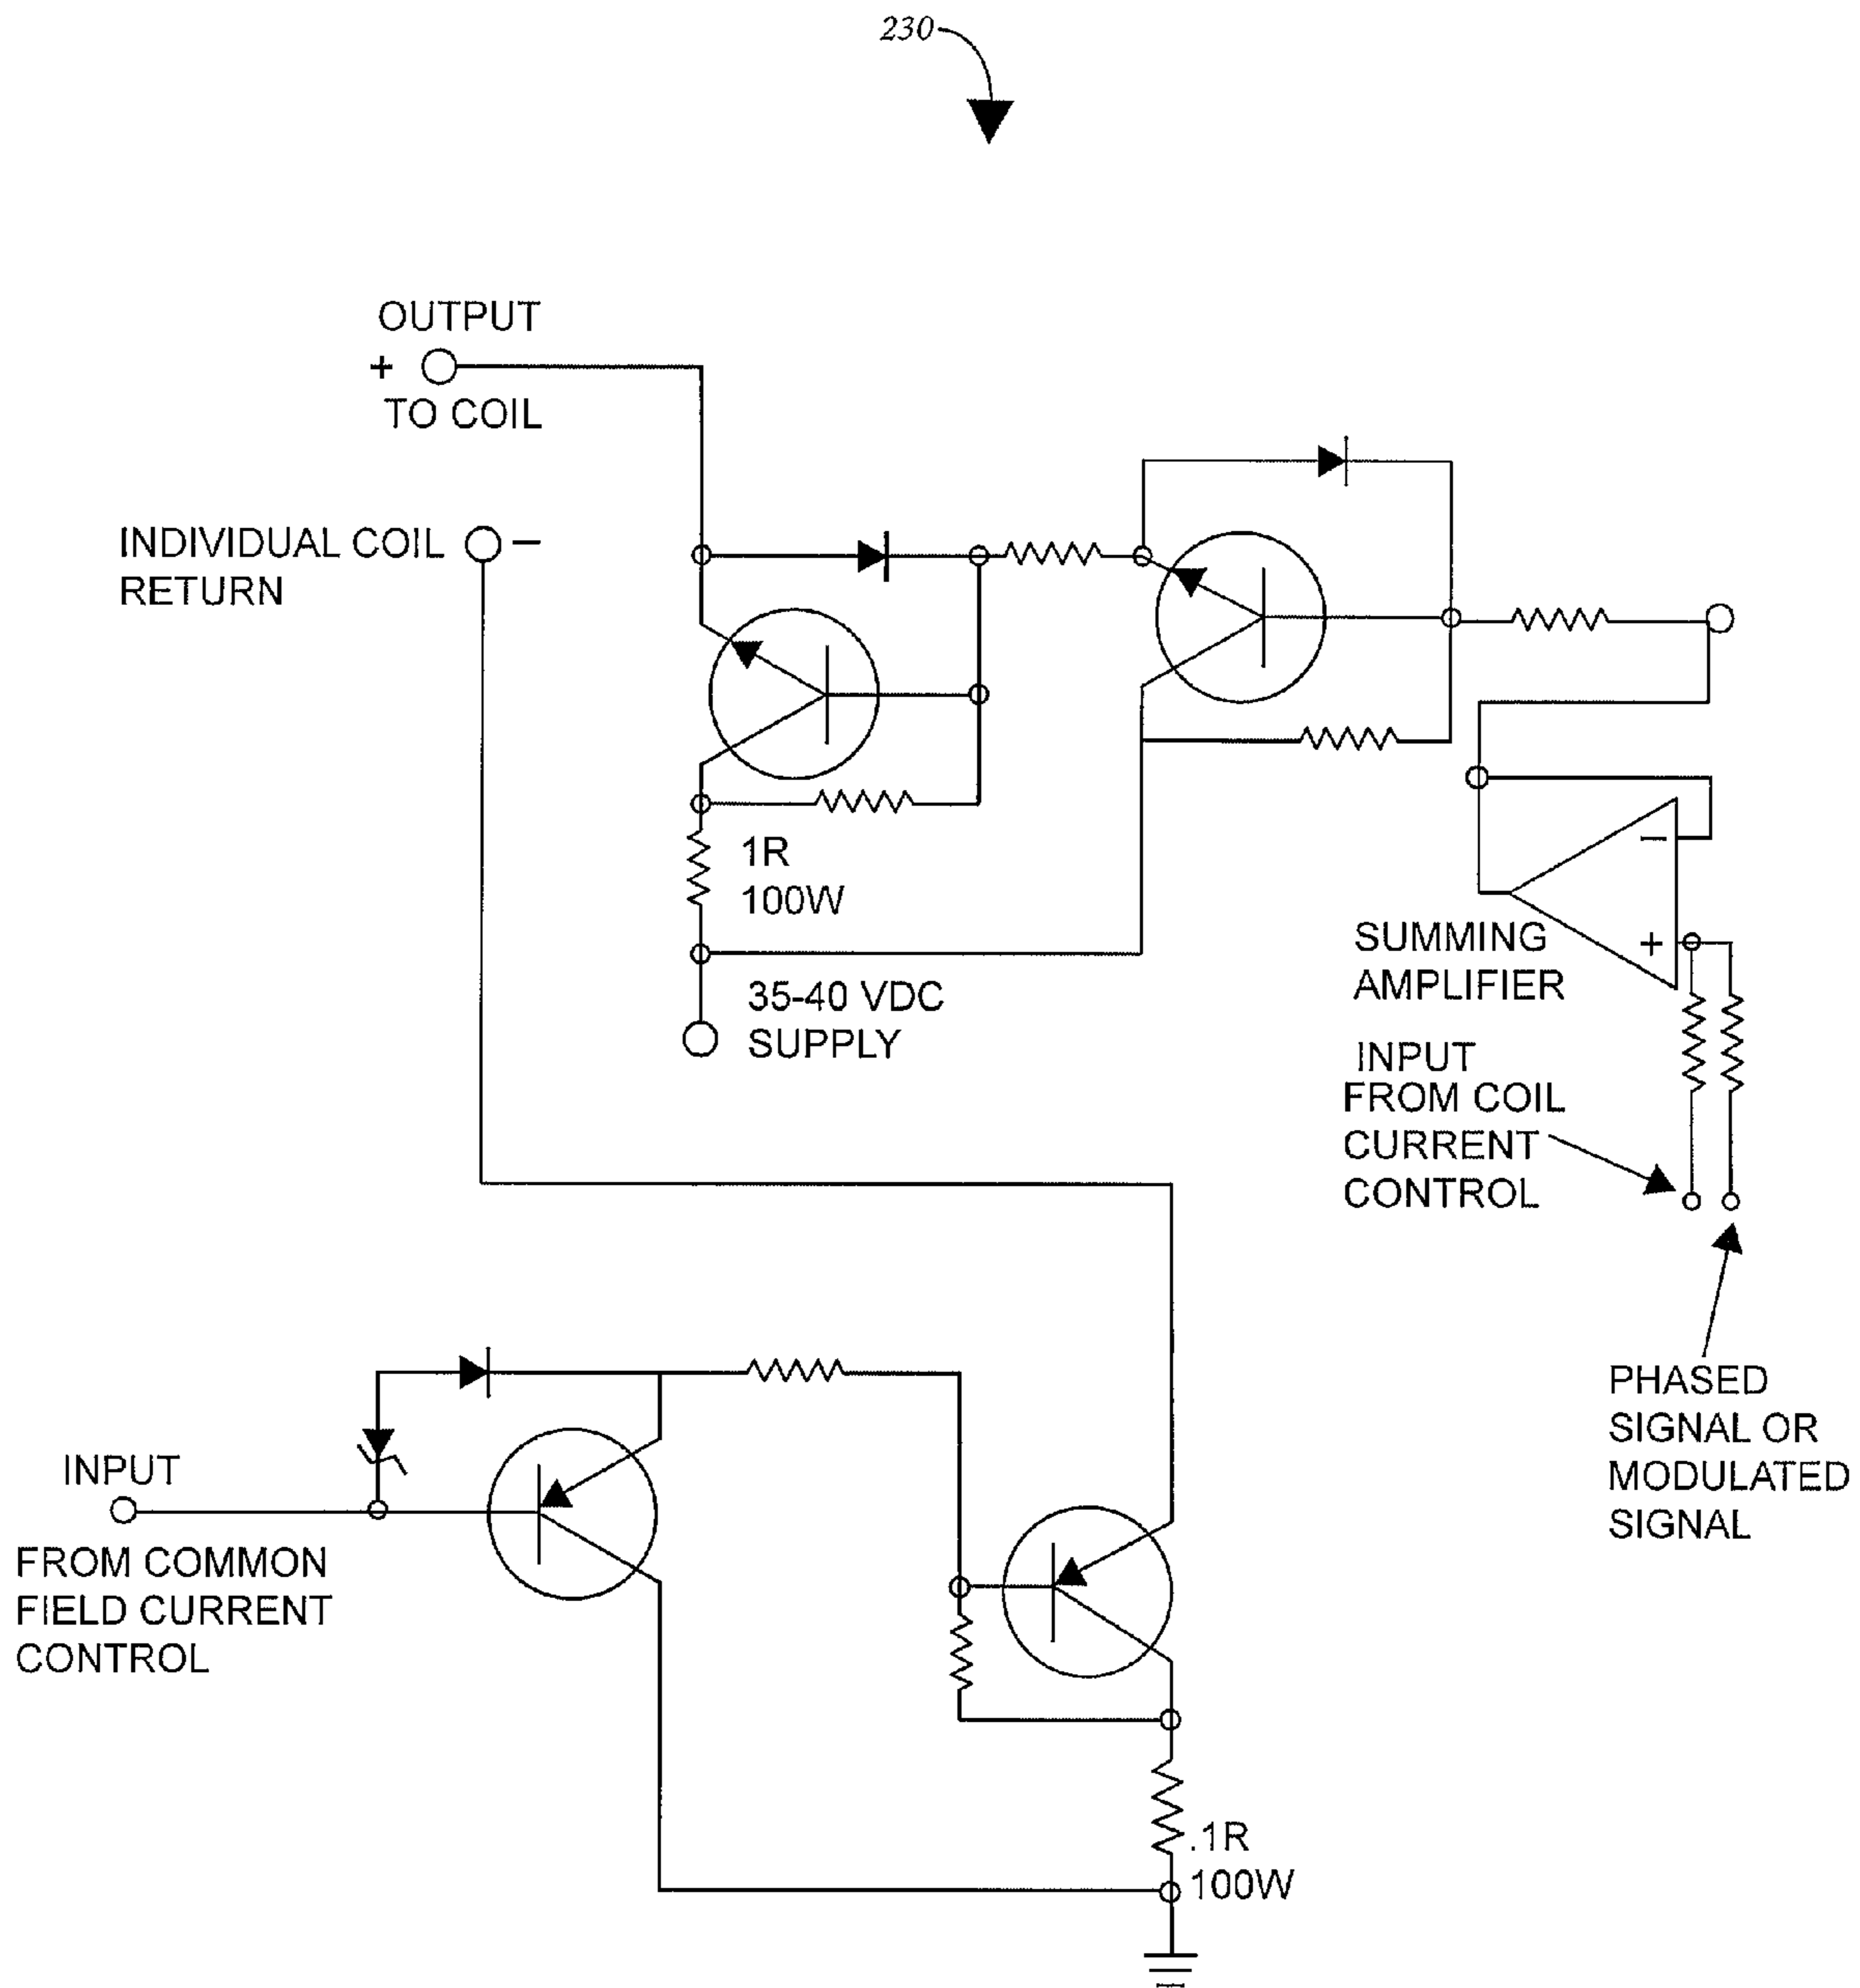 230
OUTPUT
+
TO COIL
INDIVIDUAL COIL
RETURN
−
1R
100W
35-40 VDC
SUPPLY
−
+
SUMMING
AMPLIFIER
INPUT
FROM COIL
CURRENT
CONTROL
PHASED
SIGNAL OR
MODULATED
SIGNAL
INPUT
FROM COMMON
FIELD CURRENT
CONTROL
.1R
100W